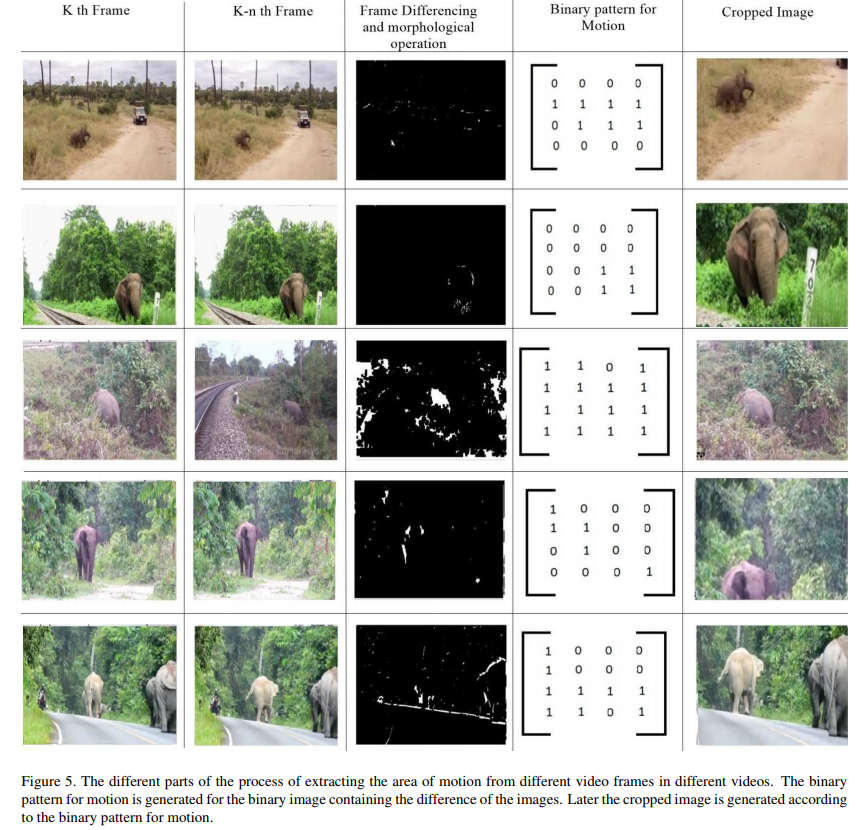 K th Frame
K-n th Frame
Frame Differencing
and morphological
operation
Binary pattern for
Motion
Cropped Image
0 0 0 0
1 1 1 1
0 1 1 1
0 0 0 0
0 0 0 0
0 0 0 0
0 0 1 1
0 0 1 1
1 1 0 1
1 1 1 1
1 1 1 1
1 1 1 1
1 0 0 0
1 1 0 0
0 1 0 0
0 0 0 1
1 0 0 0
1 0 0 0
1 1 1 1
1 1 0 1
Figure 5. The different parts of the process of extracting the area of motion from different video frames in different videos. The binary
pattern for motion is generated for the binary image containing the difference of the images. Later the cropped image is generated according
to the binary pattern for motion.